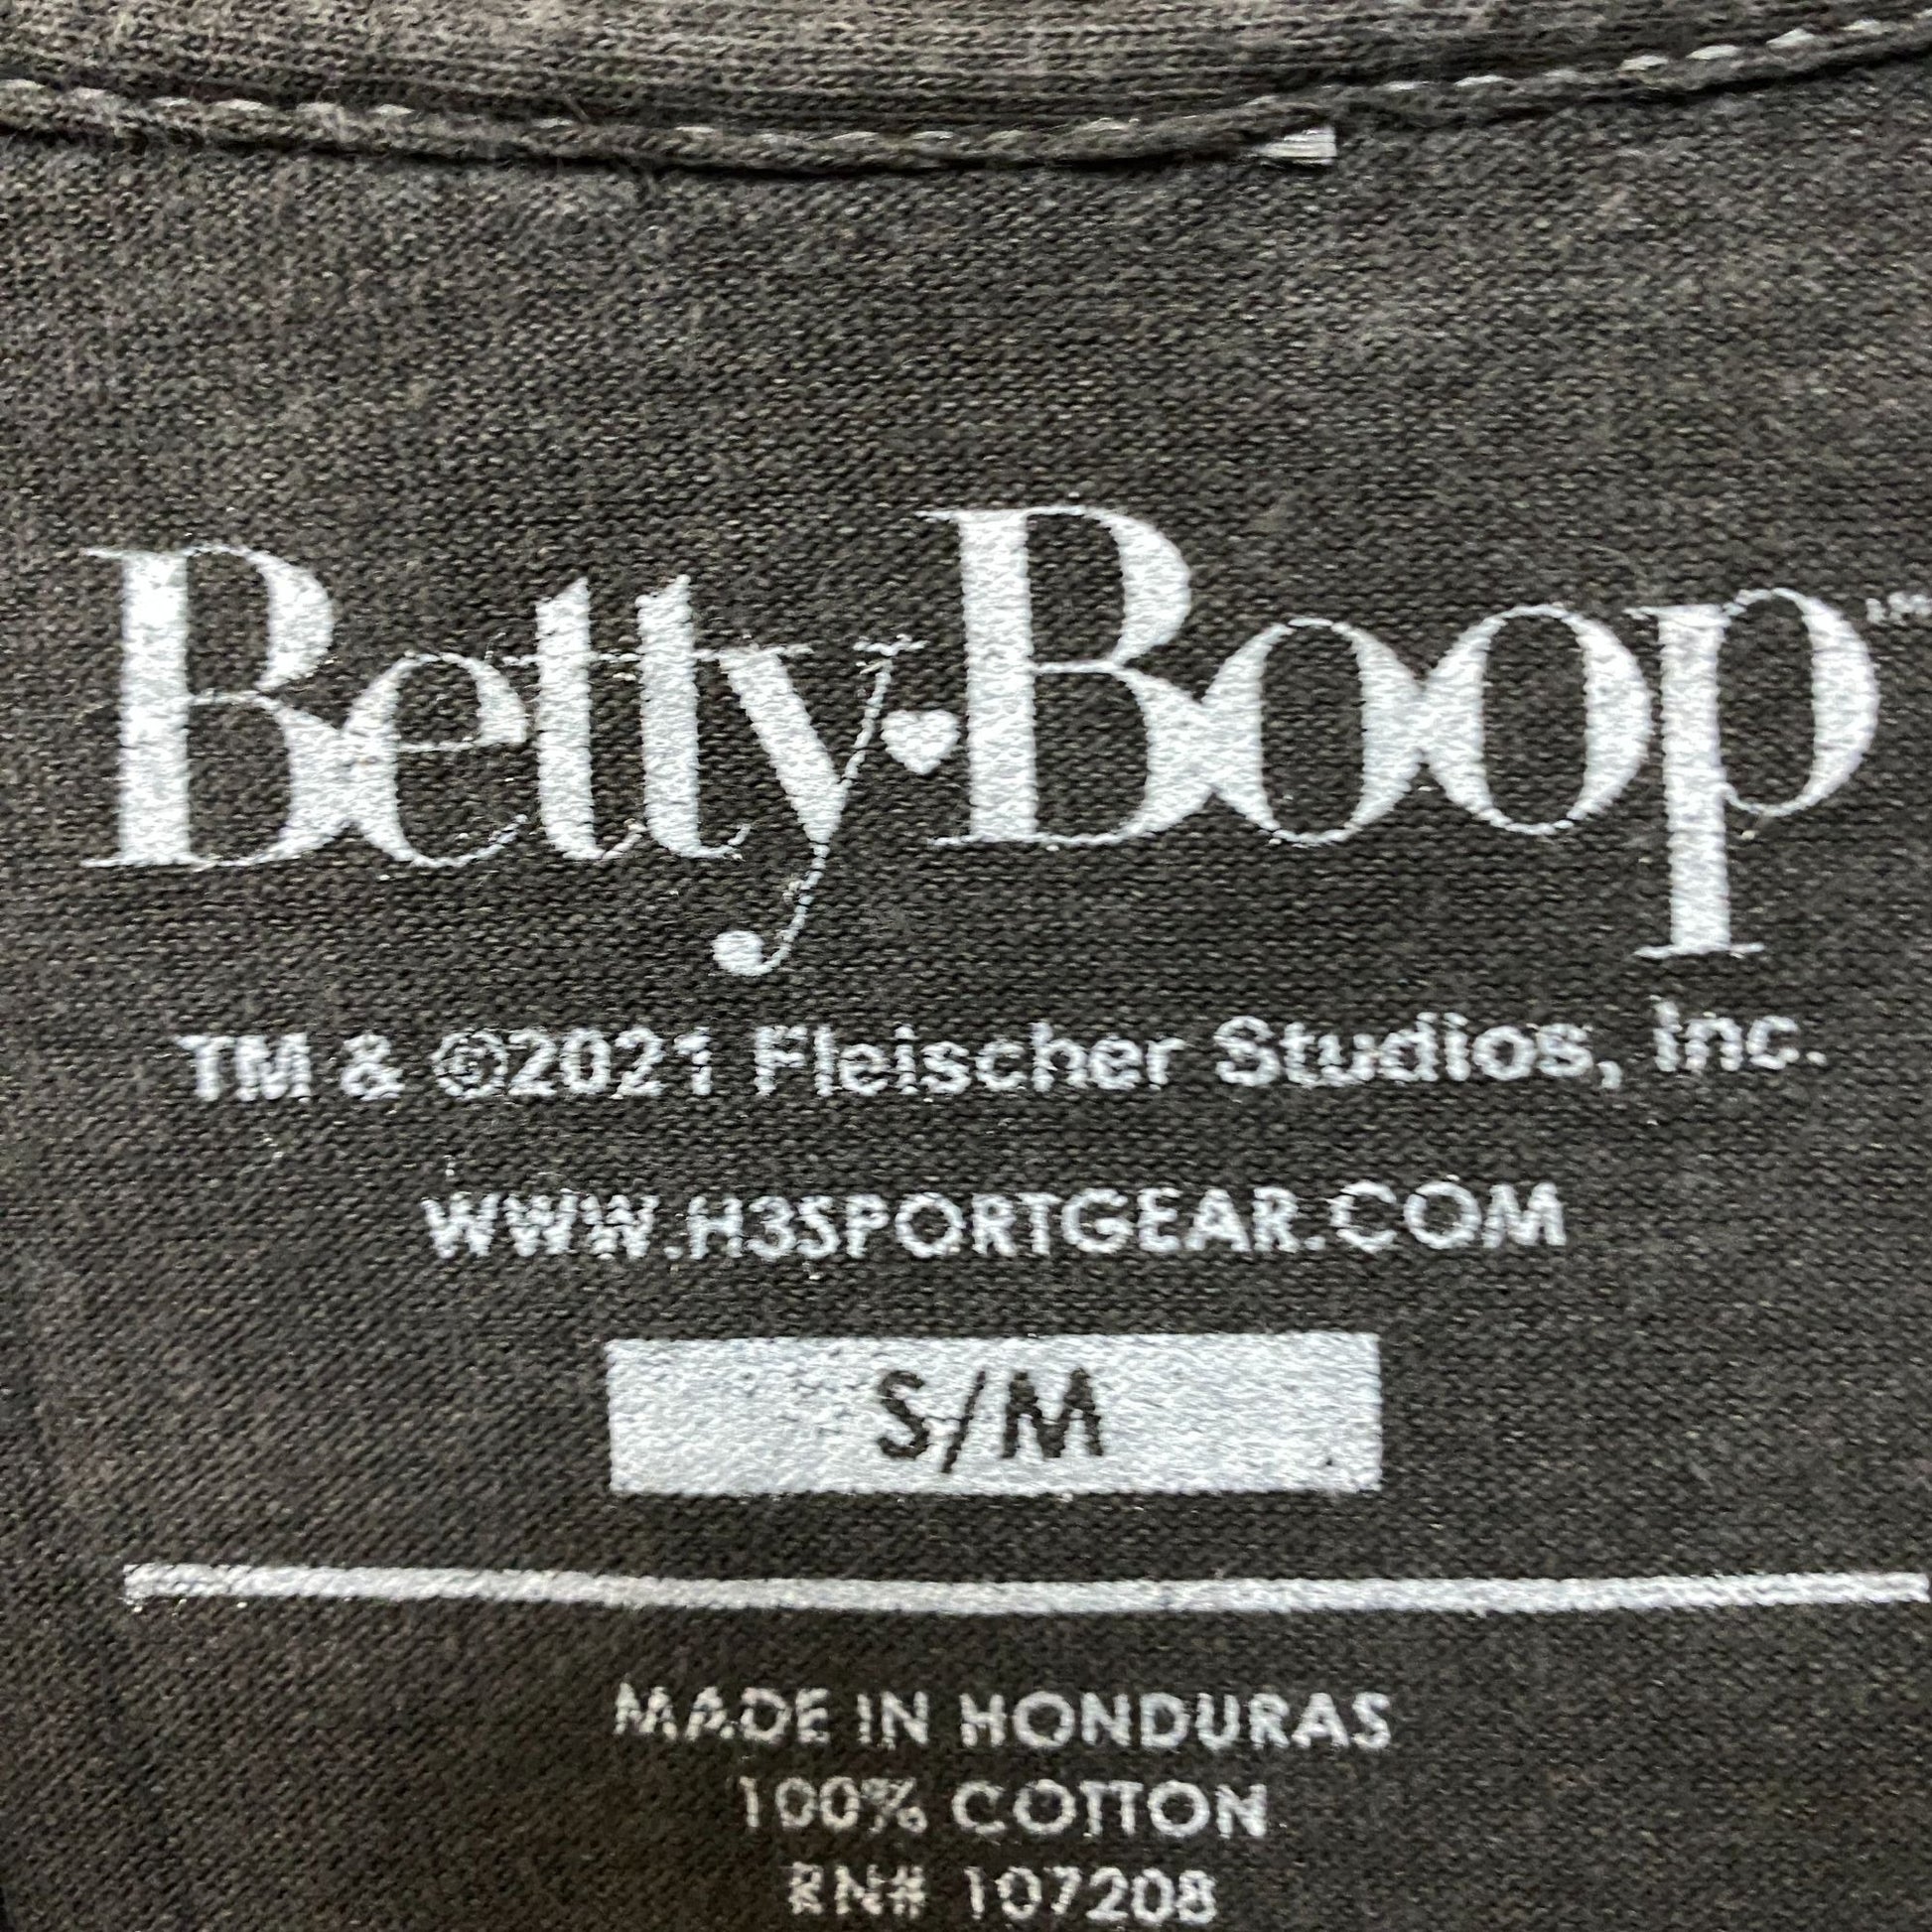 Betty♥Boop™
TM & ©2021 Fleischer Studios, Inc.
WWW.H3SPORTGEAR.COM
S/M
MADE IN HONDURAS
100% COTTON
RN# 107208